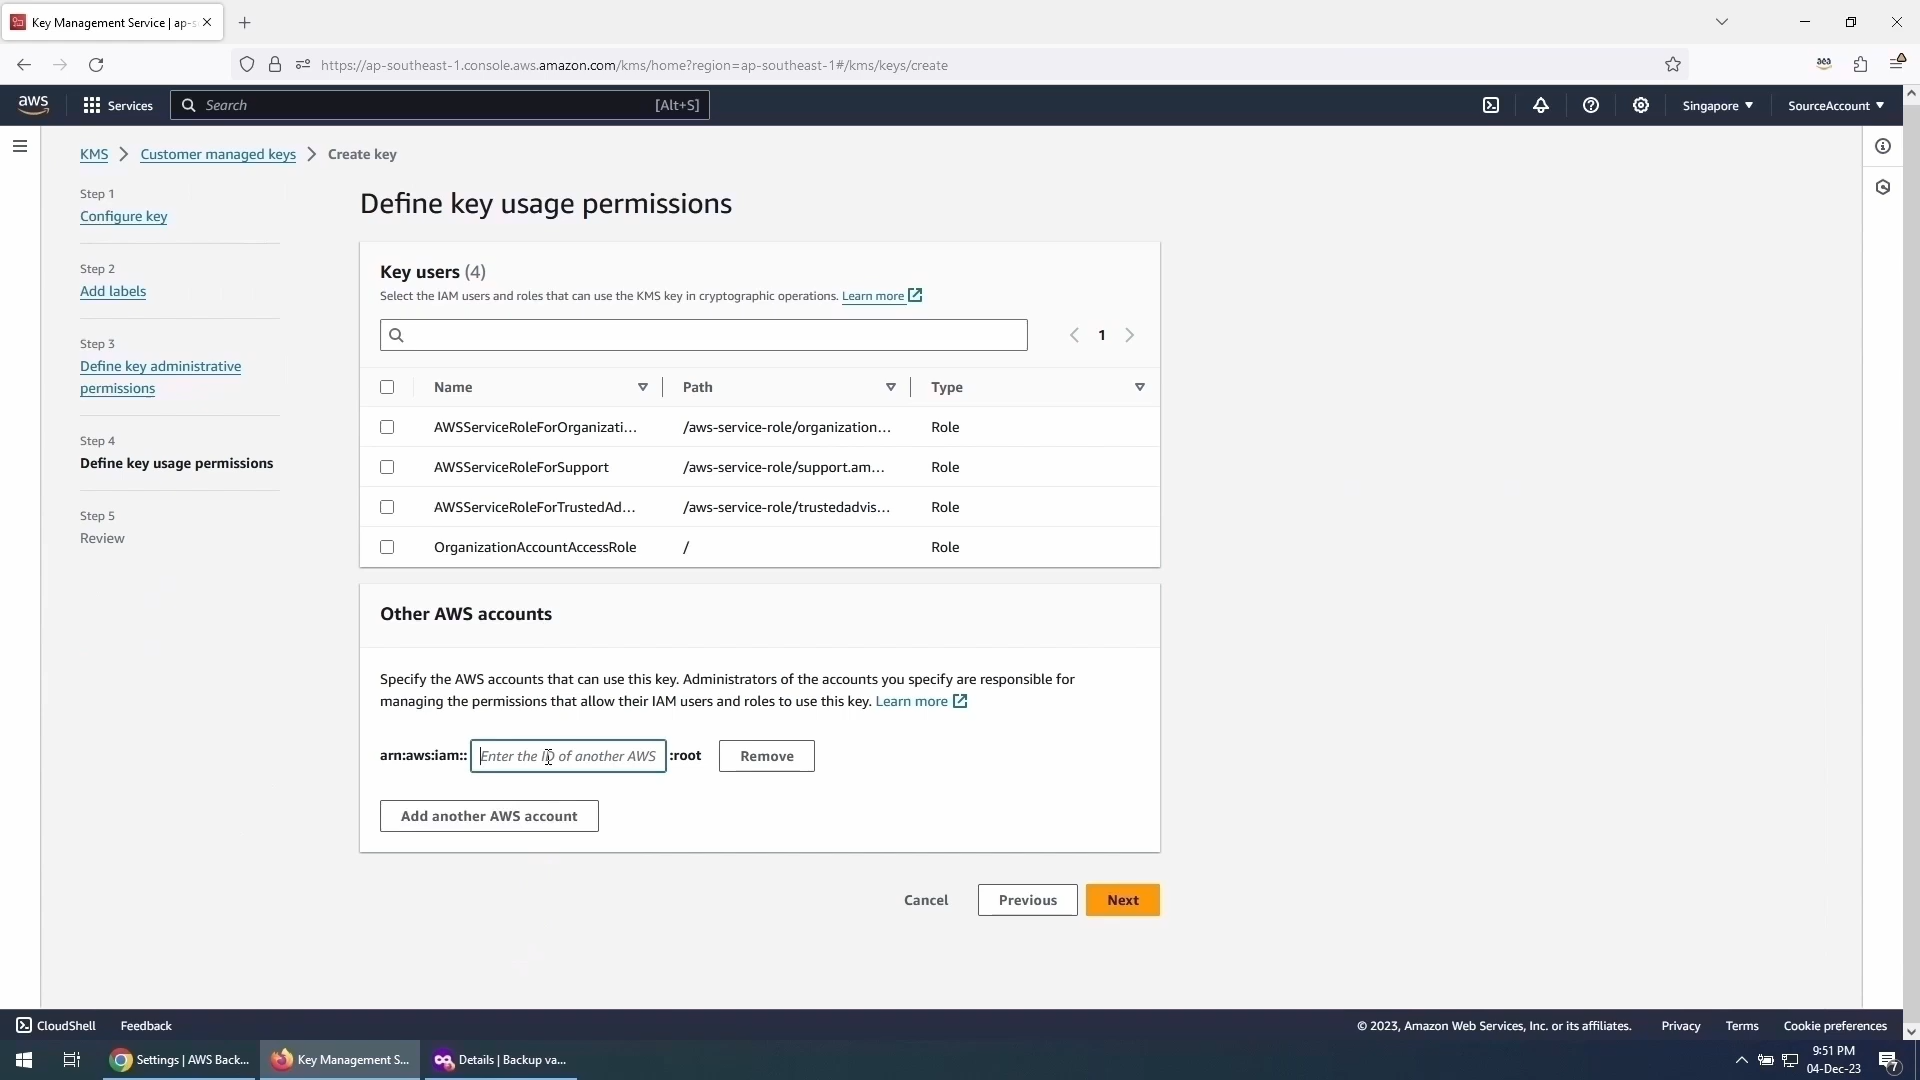 Key Management Service | ap-s
https://ap-southeast-1.console.aws.amazon.com/kms/home?region=ap-southeast-1#/kms/keys/create
aws
Services
Search
[Alt+S]
Singapore
SourceAccount
KMS
Customer managed keys
Create key
Step 1
Configure key
Step 2
Add labels
Step 3
Define key administrative
permissions
Step 4
Define key usage permissions
Step 5
Review
Define key usage permissions
Key users (4)
Select the IAM users and roles that can use the KMS key in cryptographic operations. Learn more
1
Name
Path
Type
AWSServiceRoleForOrganizati...
/aws-service-role/organization...
Role
AWSServiceRoleForSupport
/aws-service-role/support.am...
Role
AWSServiceRoleForTrustedAd...
/aws-service-role/trustedadvis...
Role
OrganizationAccountAccessRole
/
Role
Other AWS accounts
Specify the AWS accounts that can use this key. Administrators of the accounts you specify are responsible for
managing the permissions that allow their IAM users and roles to use this key. Learn more
arn:aws:iam::
Enter the ID of another AWS
:root
Remove
Add another AWS account
Cancel
Previous
Next
CloudShell
Feedback
© 2023, Amazon Web Services, Inc. or its affiliates.
Privacy
Terms
Cookie preferences
Settings | AWS Back...
Key Management S...
Details | Backup va...
9:51 PM
04-Dec-23
7